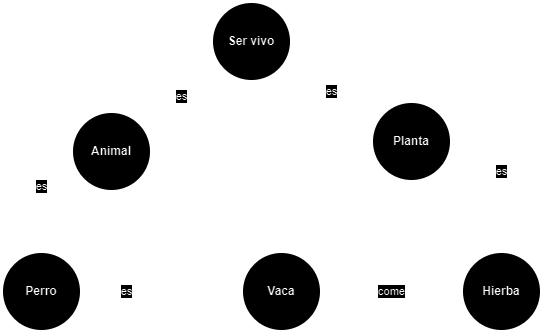 Ser vivo
es
es
Animal
Planta
es
es
Perro
es
Vaca
come
Hierba